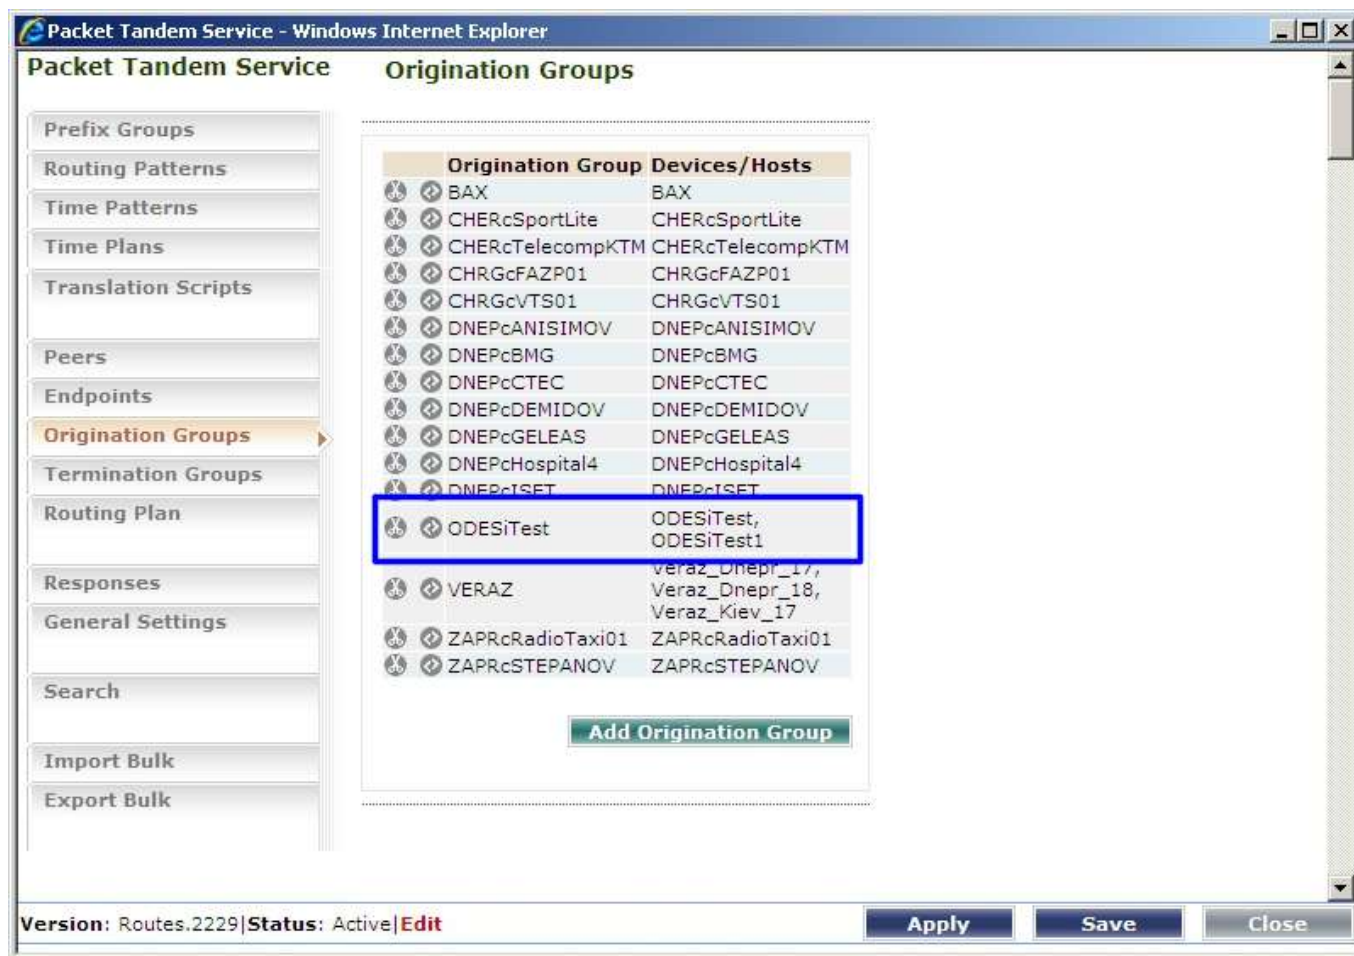 Packet Tandem Service - Windows Internet Explorer
Packet Tandem Service
Origination Groups
Prefix Groups
Routing Patterns
Time Patterns
Time Plans
Translation Scripts
Peers
Endpoints
Origination Groups
Termination Groups
Routing Plan
Responses
General Settings
Search
Import Bulk
Export Bulk
Origination Group Devices/Hosts
BAX BAX
CHERcSportLite CHERcSportLite
CHERcTelecompKTM CHERcTelecompKTM
CHRGcFAZP01 CHRGcFAZP01
CHRGcVTS01 CHRGcVTS01
DNEPcANISIMOV DNEPcANISIMOV
DNEPcBMG DNEPcBMG
DNEPcCTEC DNEPcCTEC
DNEPcDEMIDOV DNEPcDEMIDOV
DNEPcGELEAS DNEPcGELEAS
DNEPcHospital4 DNEPcHospital4
DNEPcISET DNEPcISET
ODESiTest ODESiTest,
ODESiTest1
Veraz_Dnepr_17,
VERAZ Veraz_Dnepr_18,
Veraz_Kiev_17
ZAPRcRadioTaxi01 ZAPRcRadioTaxi01
ZAPRcSTEPANOV ZAPRcSTEPANOV
Add Origination Group
Version: Routes.2229|Status: Active|Edit
Apply Save Close